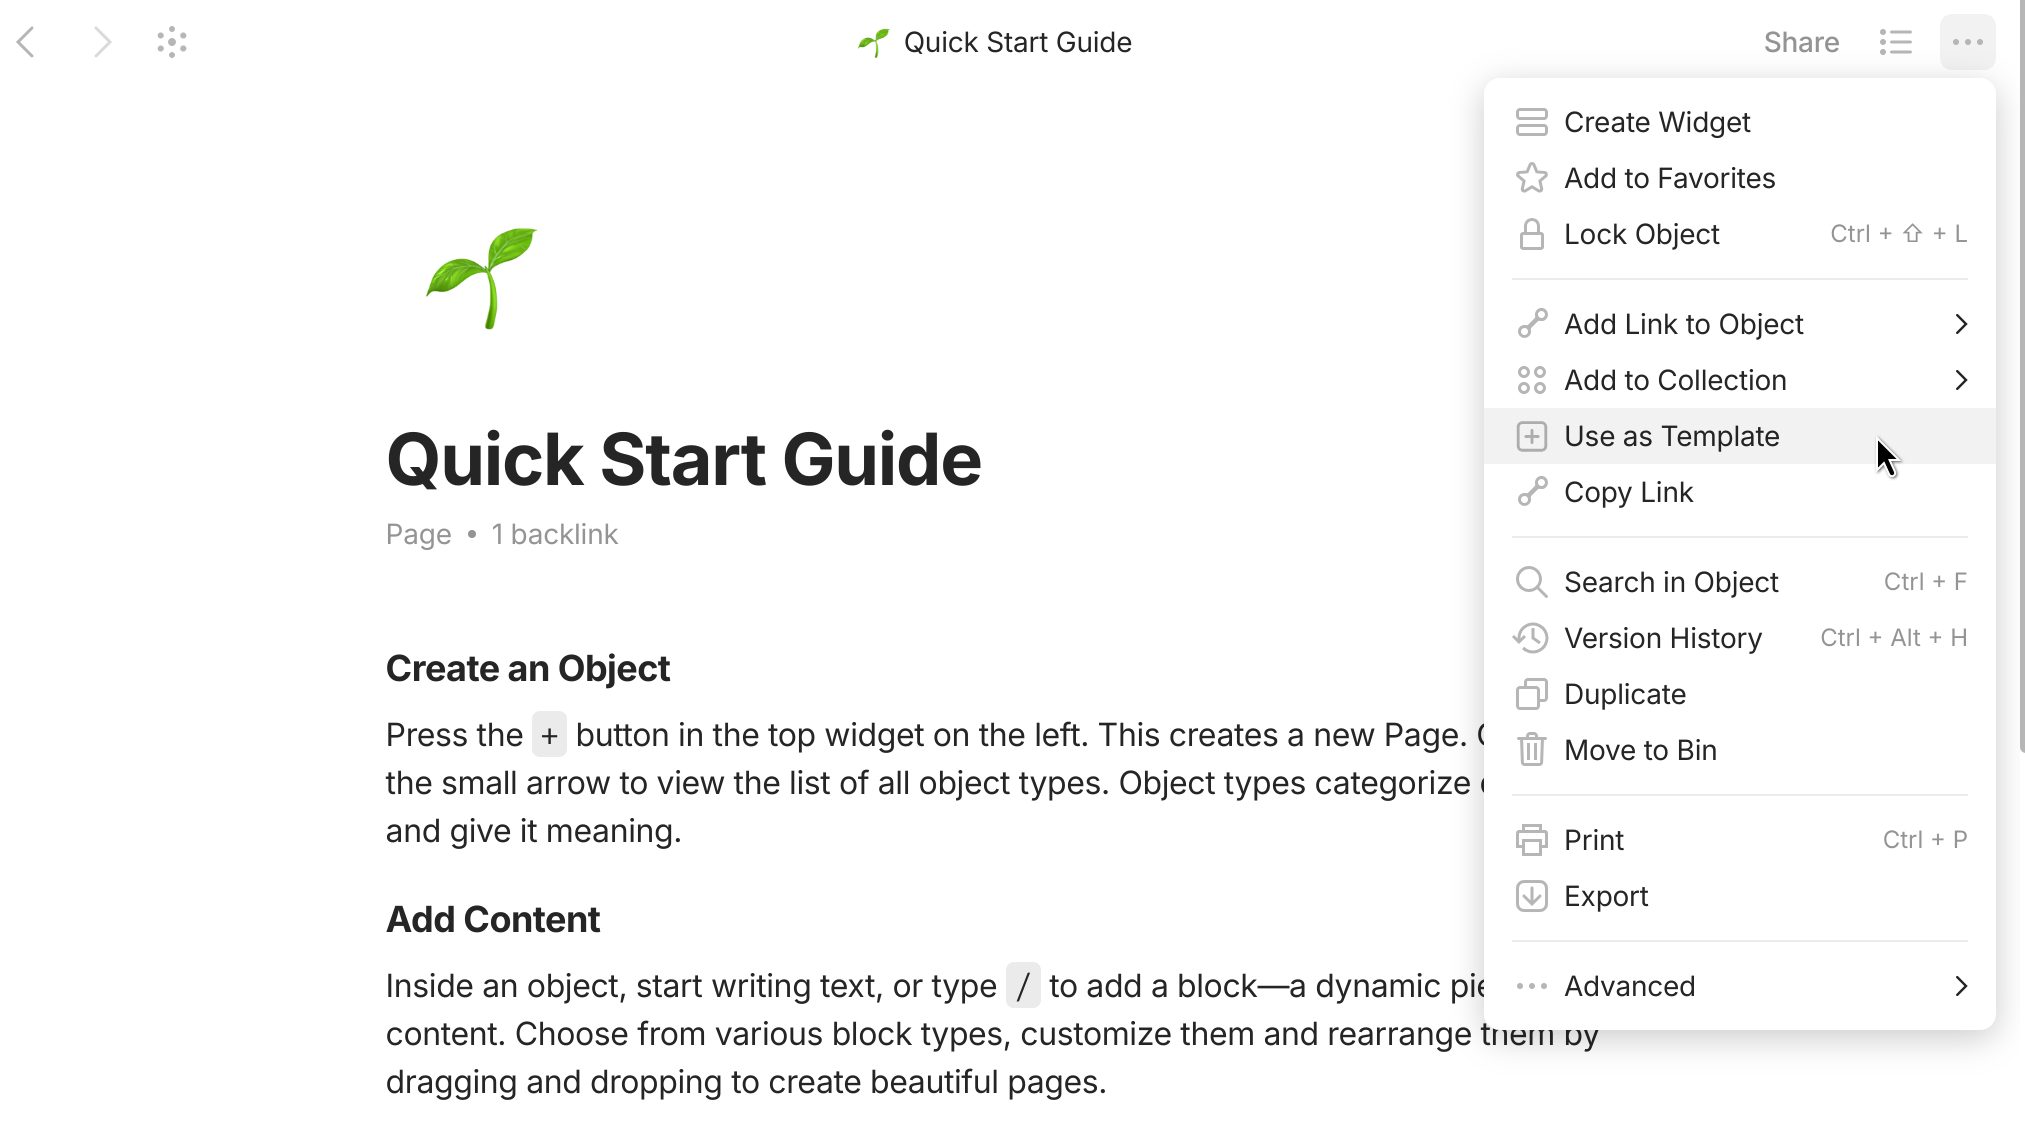 Quick Start Guide
Share
Create Widget
Add to Favorites
Lock Object Ctrl + ⇧ + L
Add Link to Object
Add to Collection
Use as Template
Copy Link
Search in Object Ctrl + F
Version History Ctrl + Alt + H
Duplicate
Move to Bin
Print Ctrl + P
Export
Advanced
Quick Start Guide
Page • 1 backlink
Create an Object
Press the + button in the top widget on the left. This creates a new Page.
the small arrow to view the list of all object types. Object types categorize
and give it meaning.
Add Content
Inside an object, start writing text, or type / to add a block—a dynamic
content. Choose from various block types, customize them and rearrange them by
dragging and dropping to create beautiful pages.